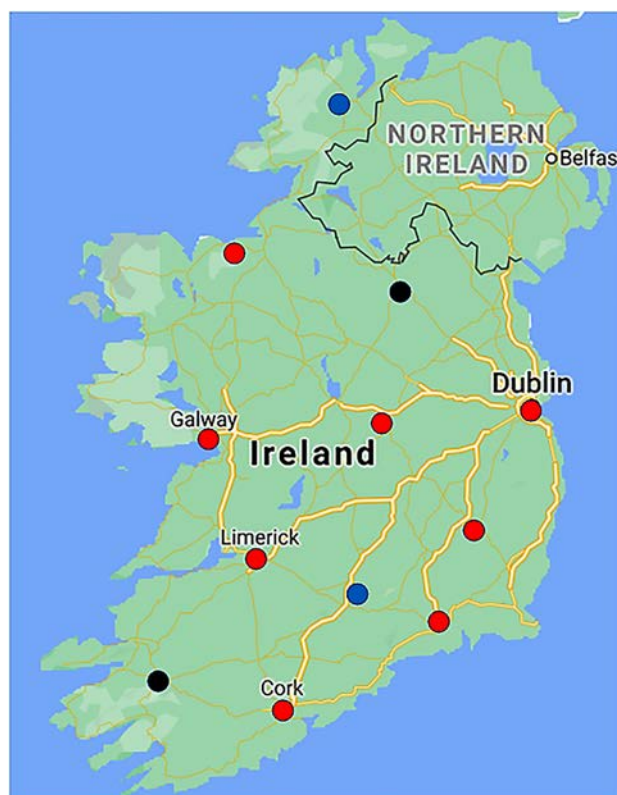 NORTHERN
IRELAND
Belfas
Dublin
Galway
Ireland
Limerick
Cork